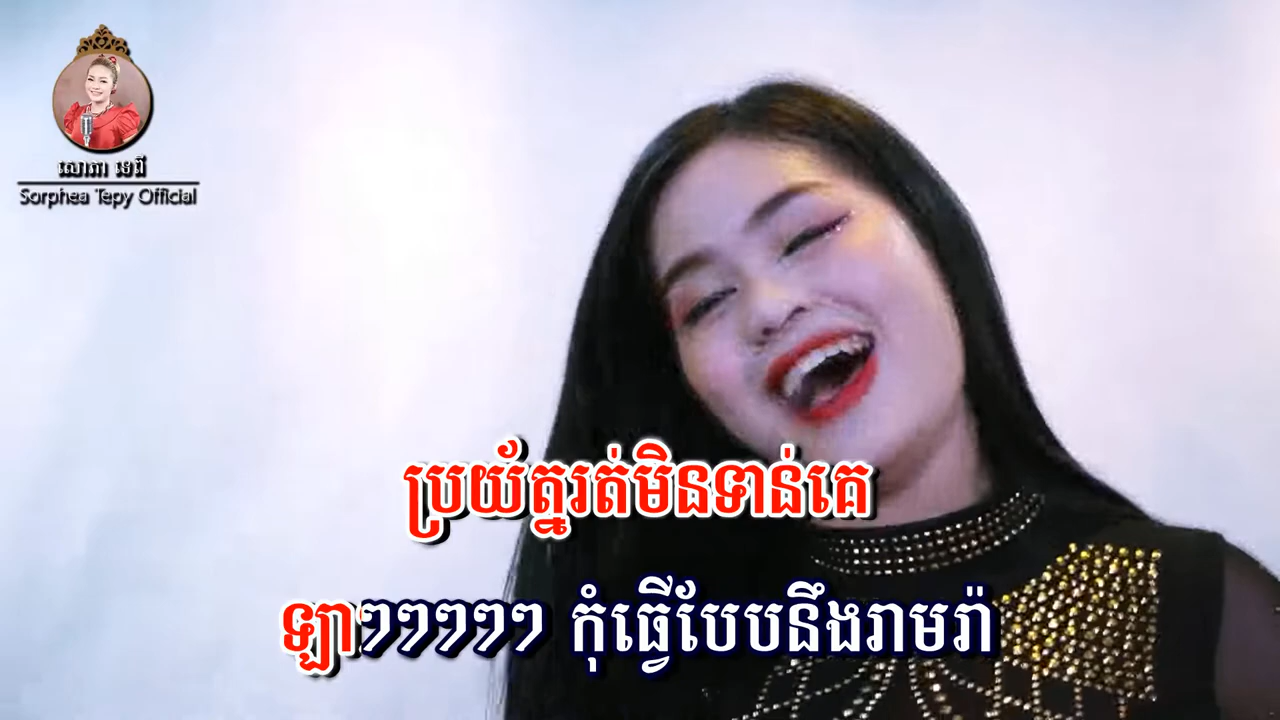 សោភា ទេពី
Sorphea Tepy Official
ប្រយ័ត្នរត់មិនទាន់គេ
ឡាៗៗៗៗៗ កុំធ្វើបែបនឹងរាមរ៉ា